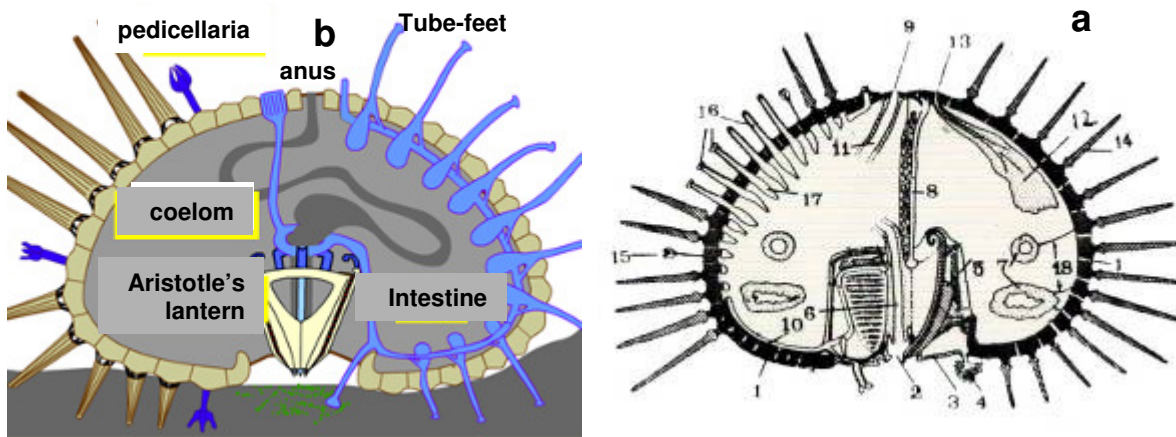 pedicellaria
b
Tube-feet
anus
coelom
Aristotle's
lantern
Intestine
a
9
13
16
11
12
14
17
8
15
7
18
1
10
6
5
1
2
3
4